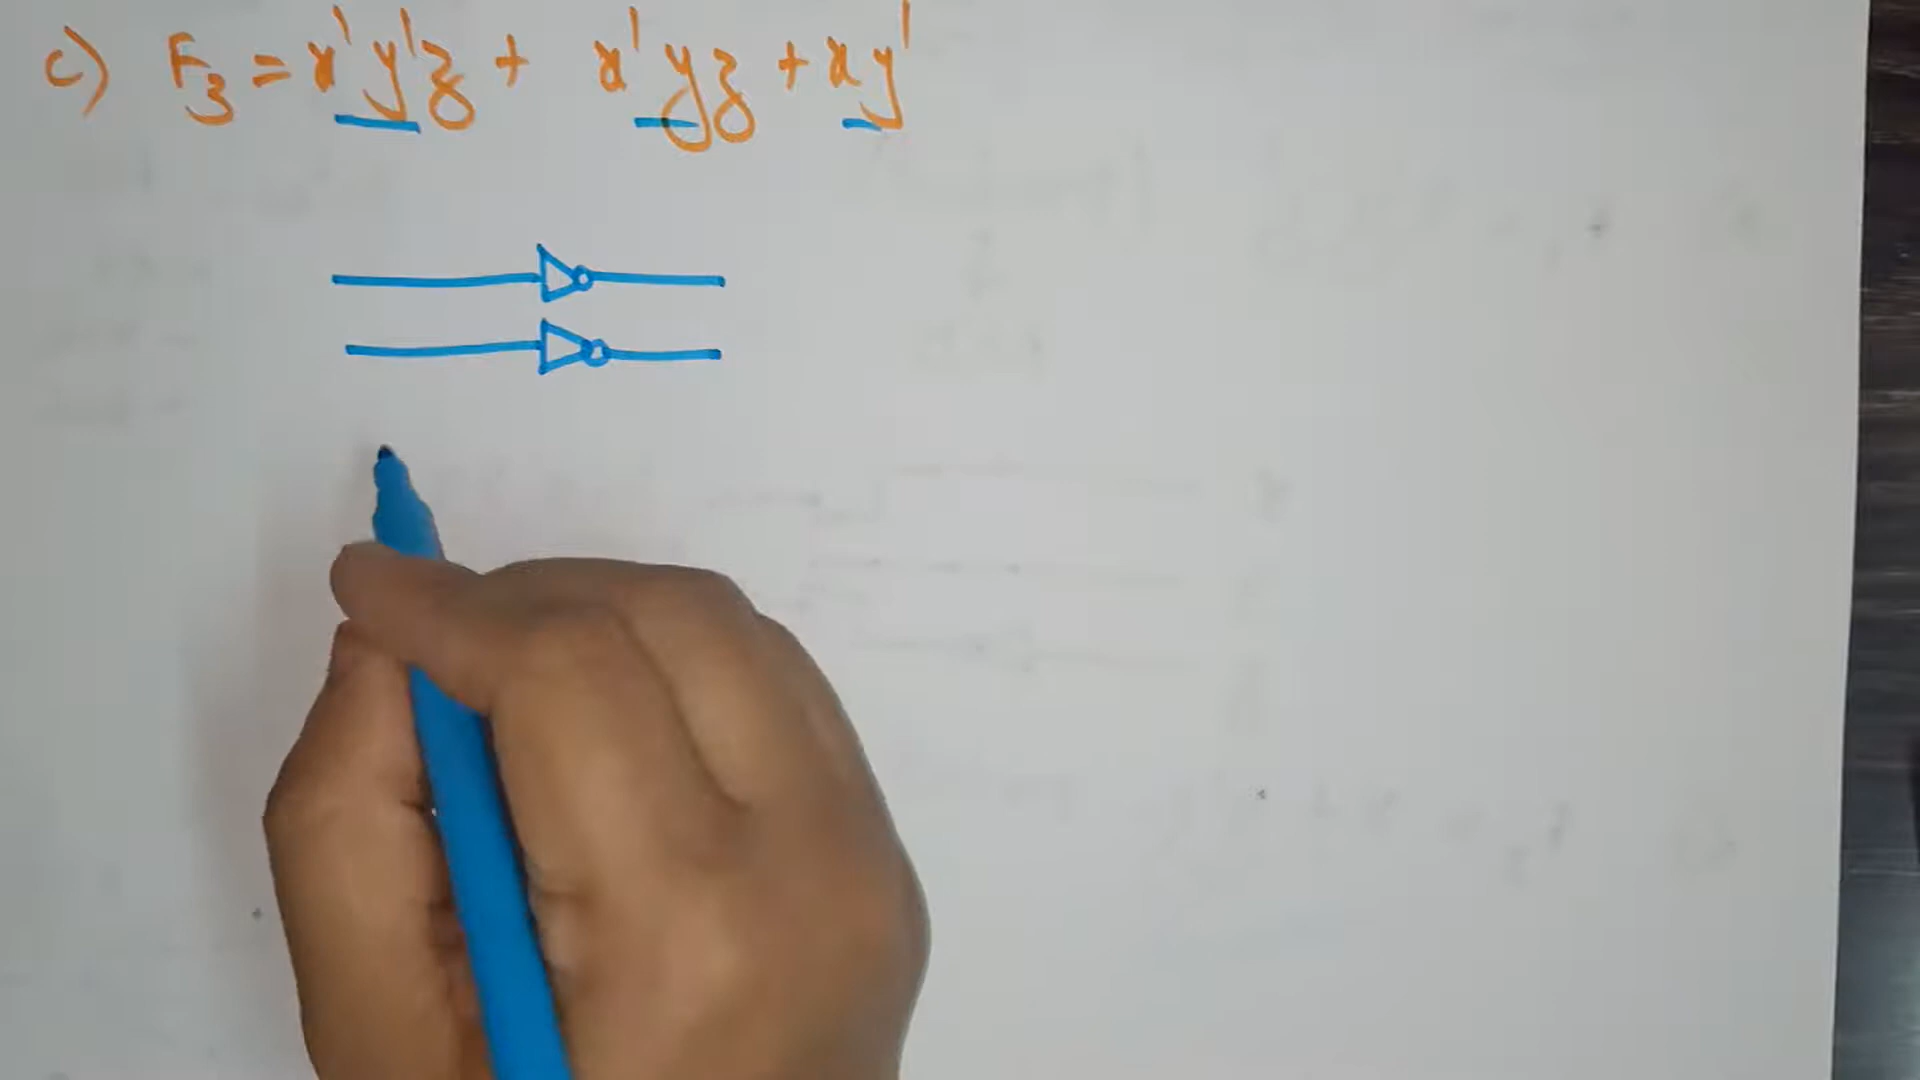 c) F3 = x'y'z + x'yz + xy'